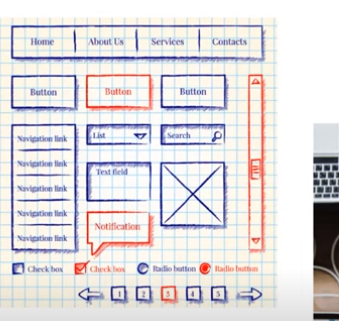 Home About Us Services Contacts
Button Button Button
Navigation link
Navigation link
Navigation link
Navigation link
Navigation link
List Search
Text field
Notification
Check box Check box Radio button Radio button
1 2 3 4 5